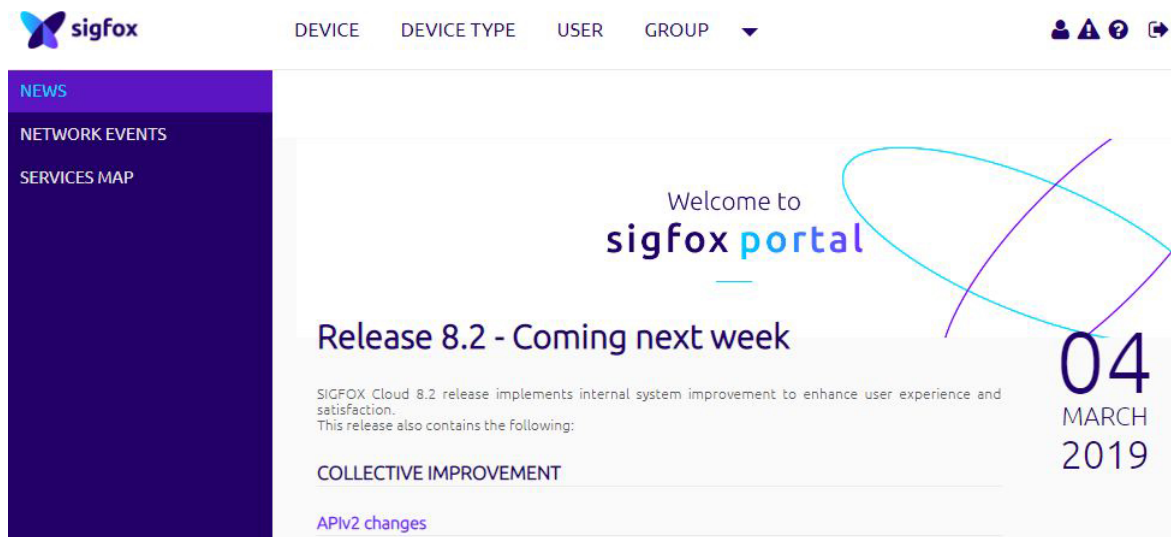 sigfox
DEVICE DEVICE TYPE USER GROUP
NEWS
NETWORK EVENTS
SERVICES MAP
Welcome to
sigfox portal
Release 8.2 - Coming next week
04
MARCH
2019
SIGFOX Cloud 8.2 release implements internal system improvement to enhance user experience and
satisfaction.
This release also contains the following:
COLLECTIVE IMPROVEMENT
APIv2 changes